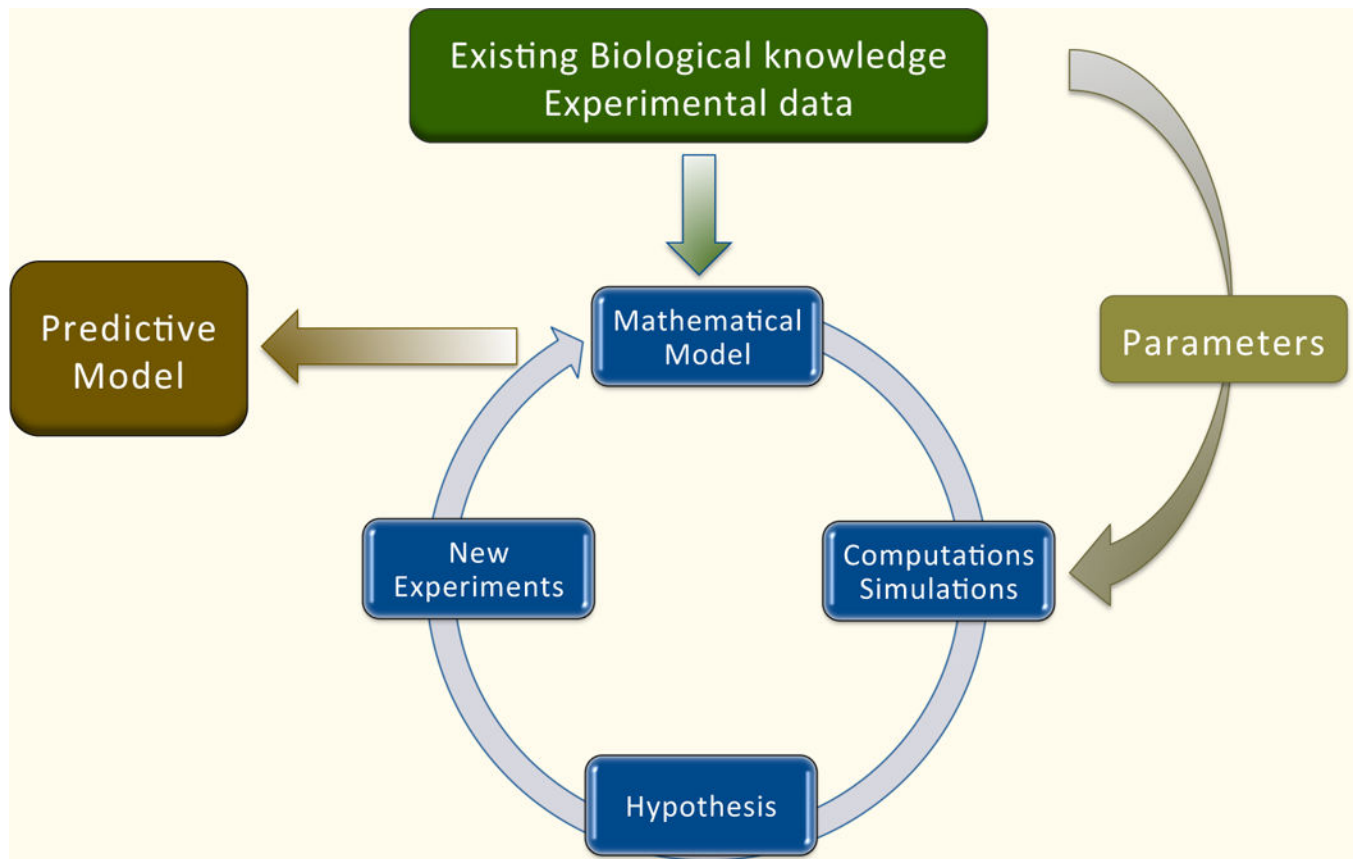 Existing Biological knowledge
Experimental data
Mathematical
Model
Predictive
Model
Parameters
New
Experiments
Computations
Simulations
Hypothesis